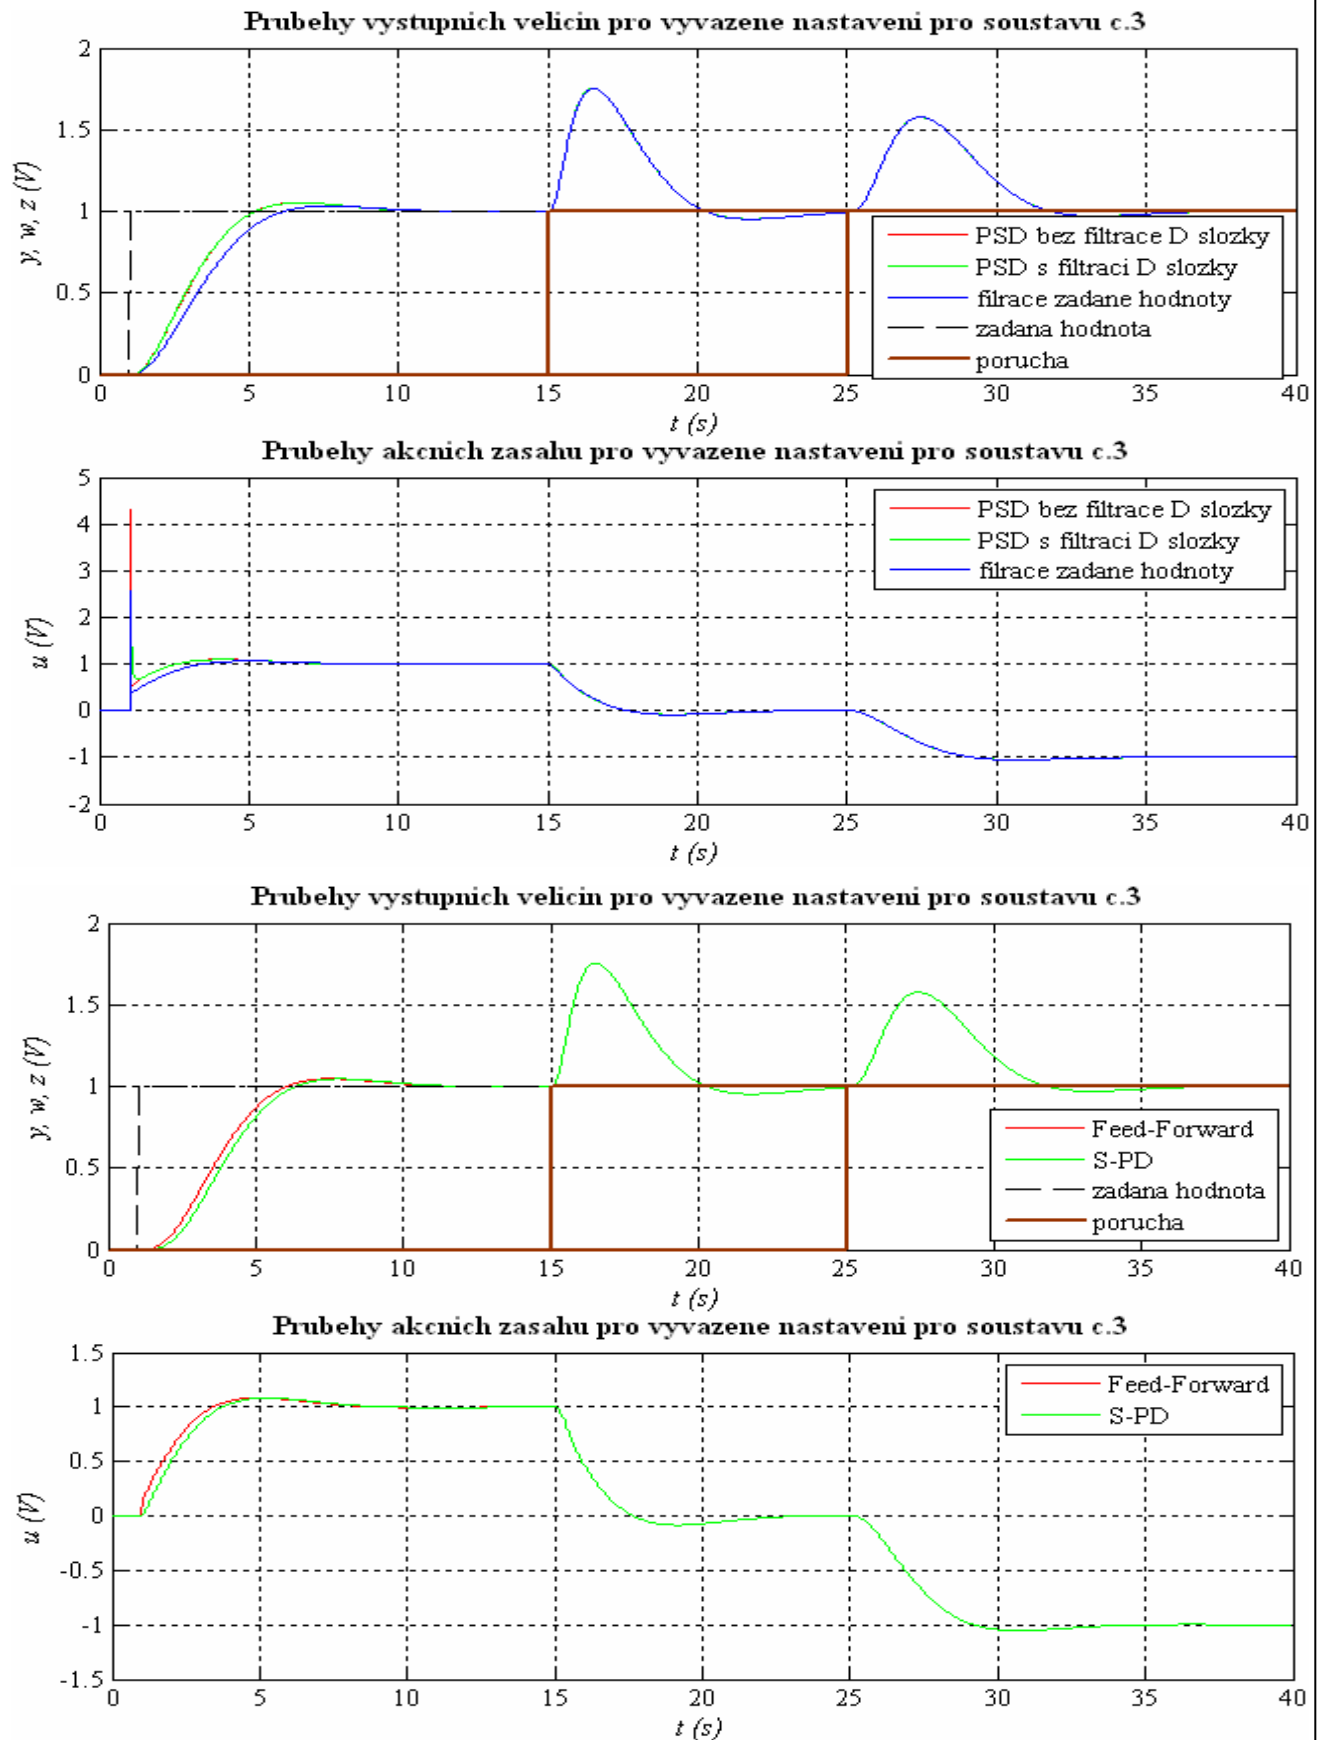 Prubehy vystupnich velicin pro vyvazene nastaveni pro soustavu c.3
2
1.5
1
0.5
0
y, w, z (V)
PSD bez filtrace D slozky
PSD s filtraci D slozky
filrace zadane hodnoty
zadana hodnota
porucha
0 5 10 15 20 25 30 35 40
t (s)
Prubehy akcnich zasahu pro vyvazene nastaveni pro soustavu c.3
5
4
3
2
1
0
-1
-2
u (V)
PSD bez filtrace D slozky
PSD s filtraci D slozky
filrace zadane hodnoty
0 5 10 15 20 25 30 35 40
t (s)
Prubehy vystupnich velicin pro vyvazene nastaveni pro soustavu c.3
2
1.5
1
0.5
0
y, w, z (V)
Feed-Forward
S-PD
zadana hodnota
porucha
0 5 10 15 20 25 30 35 40
t (s)
Prubehy akcnich zasahu pro vyvazene nastaveni pro soustavu c.3
1.5
1
0.5
0
-0.5
-1
-1.5
u (V)
Feed-Forward
S-PD
0 5 10 15 20 25 30 35 40
t (s)